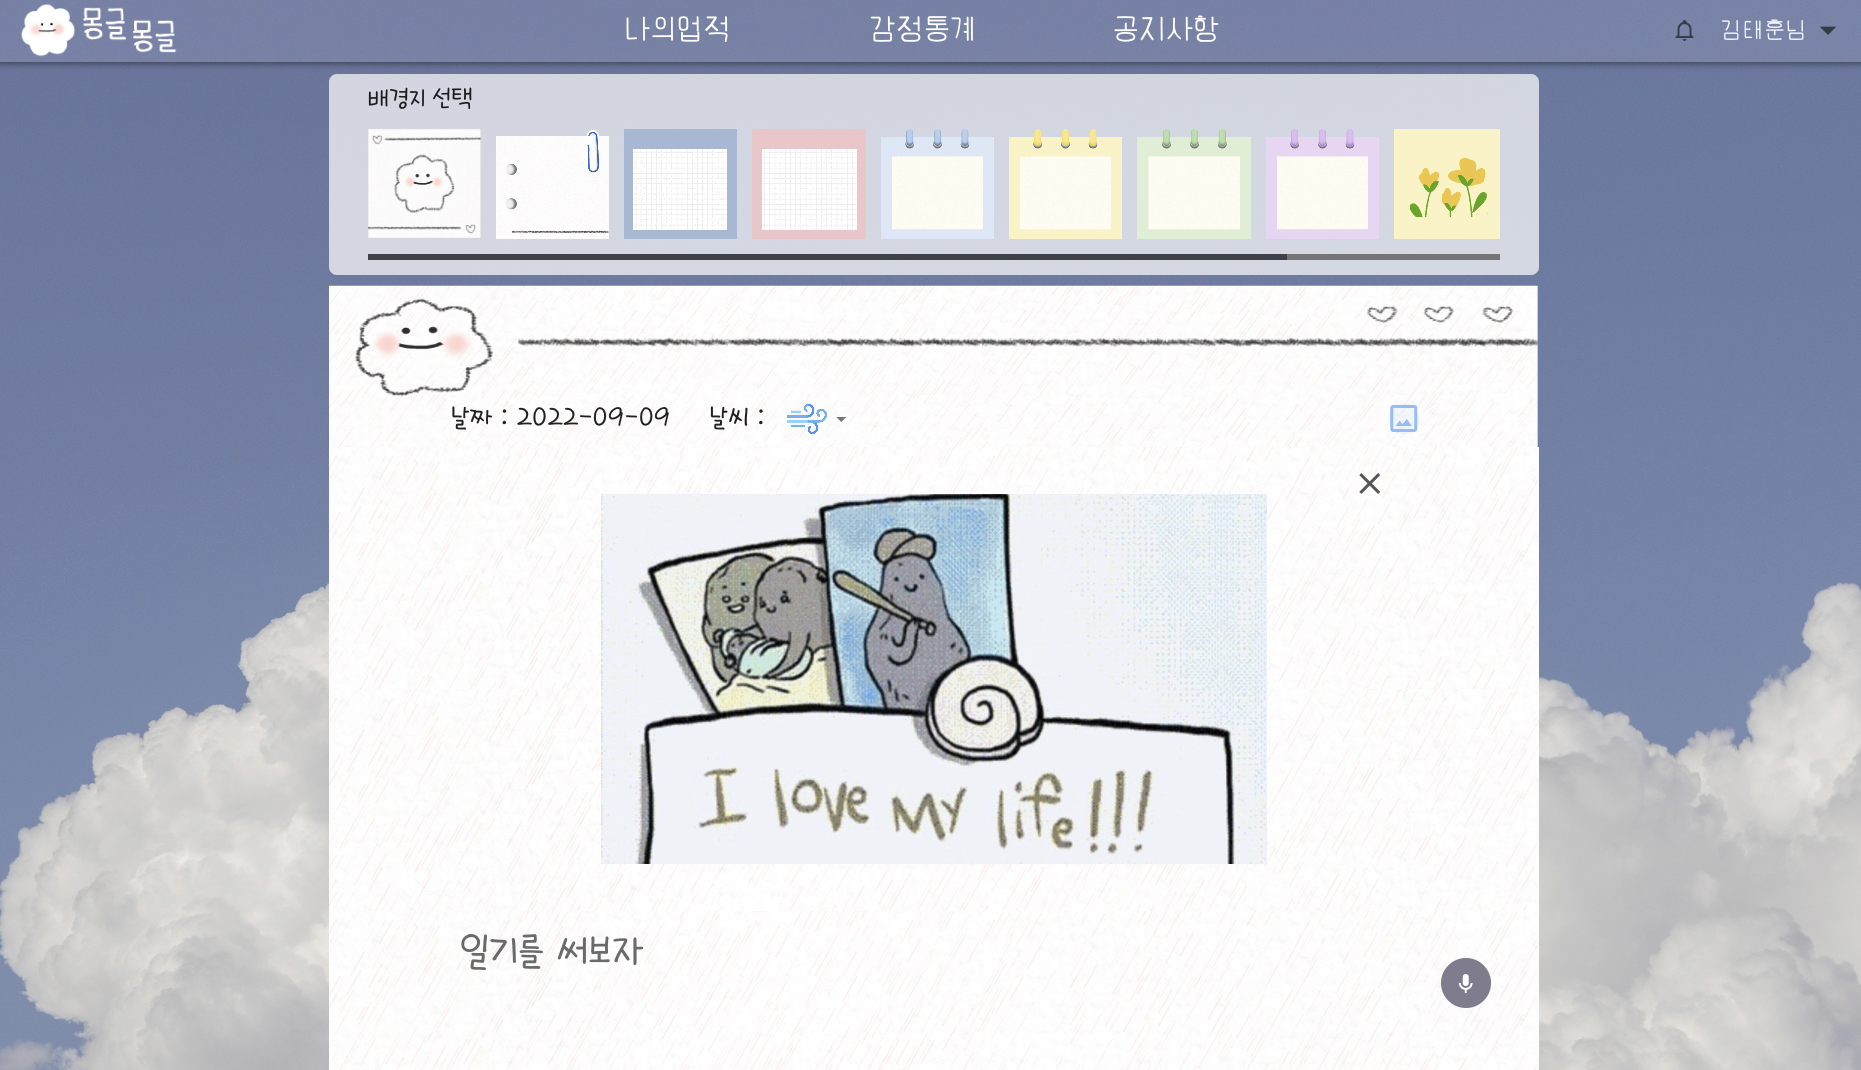 몽글
몽글
나의업적
감정통계
공지사항
김태훈님
배경지 선택
날짜 : 2022-09-09 날씨 :
I love My life!!!
일기를 써보자